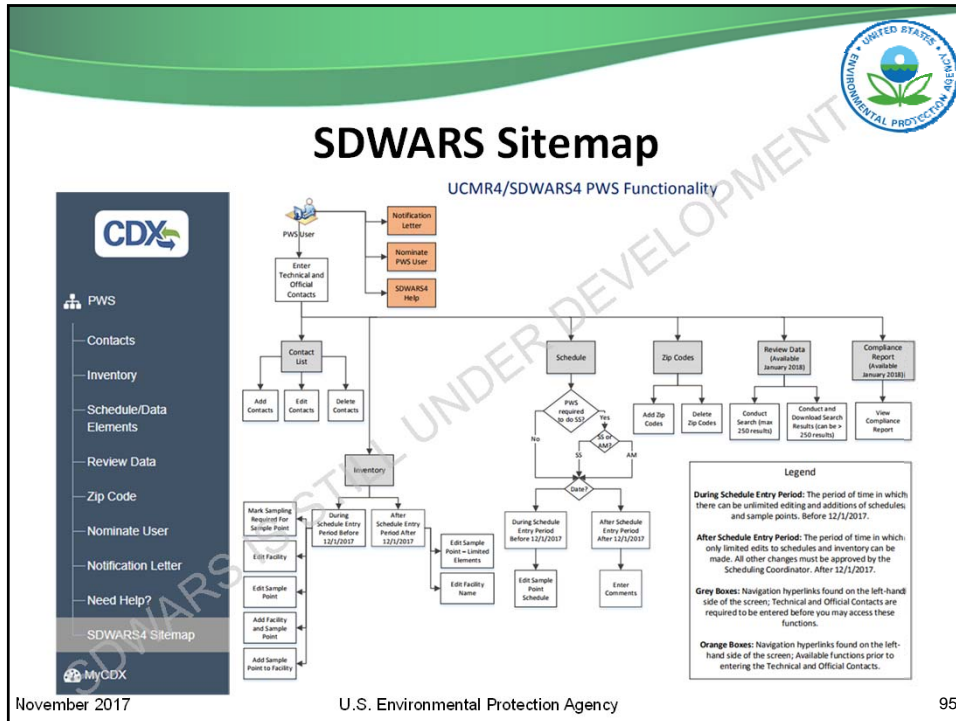 UNITED STATES
ENVIRONMENTAL PROTECTION AGENCY
SDWARS Sitemap
SDWARS IS STILL UNDER DEVELOPMENT
CDX
PWS
Contacts
Inventory
Schedule/Data
Elements
Review Data
Zip Code
Nominate User
Notification Letter
Need Help?
SDWARS4 Sitemap
MyCDX
UCMR4/SDWARS4 PWS Functionality
PWS User
Notification
Letter
Nominate
PWS User
SDWARS4
Help
Enter
Technical and
Official
Contacts
Contact
List
Add
Contacts
Edit
Contacts
Delete
Contacts
Inventory
Mark Sampling
Required For
Sample Point
Edit Facility
Edit Sample
Point
Add Facility
and Sample
Point
Add Sample
Point to Facility
During
Schedule Entry
Period Before
12/1/2017
After
Schedule Entry
Period After
12/1/2017
Edit Sample
Point – Limited
Elements
Edit Facility
Name
Schedule
PWS
required
to do SS?
No
Yes
SS or
AM?
SS
AM
Date?
During Schedule
Entry Period
Before 12/1/2017
After Schedule
Entry Period
After 12/1/2017
Edit Sample
Point
Schedule
Enter
Comments
Zip Codes
Add Zip
Codes
Delete
Zip Codes
Review Data
(Available
January 2018)
Conduct
Search (max
250 results)
Conduct and
Download Search
Results (can be >
250 results)
Compliance
Report
(Available
January 2018)
View
Compliance
Report
Legend
During Schedule Entry Period: The period of time in which
there can be unlimited editing and additions of schedules
and sample points. Before 12/1/2017.
After Schedule Entry Period: The period of time in which
only limited edits to schedules and inventory can be
made. All other changes must be approved by the
Scheduling Coordinator. After 12/1/2017.
Grey Boxes: Navigation hyperlinks found on the left-hand
side of the screen; Technical and Official Contacts are
required to be entered before you may access these
functions.
Orange Boxes: Navigation hyperlinks found on the left-
hand side of the screen; Available functions prior to
entering the Technical and Official Contacts.
November 2017
U.S. Environmental Protection Agency
95